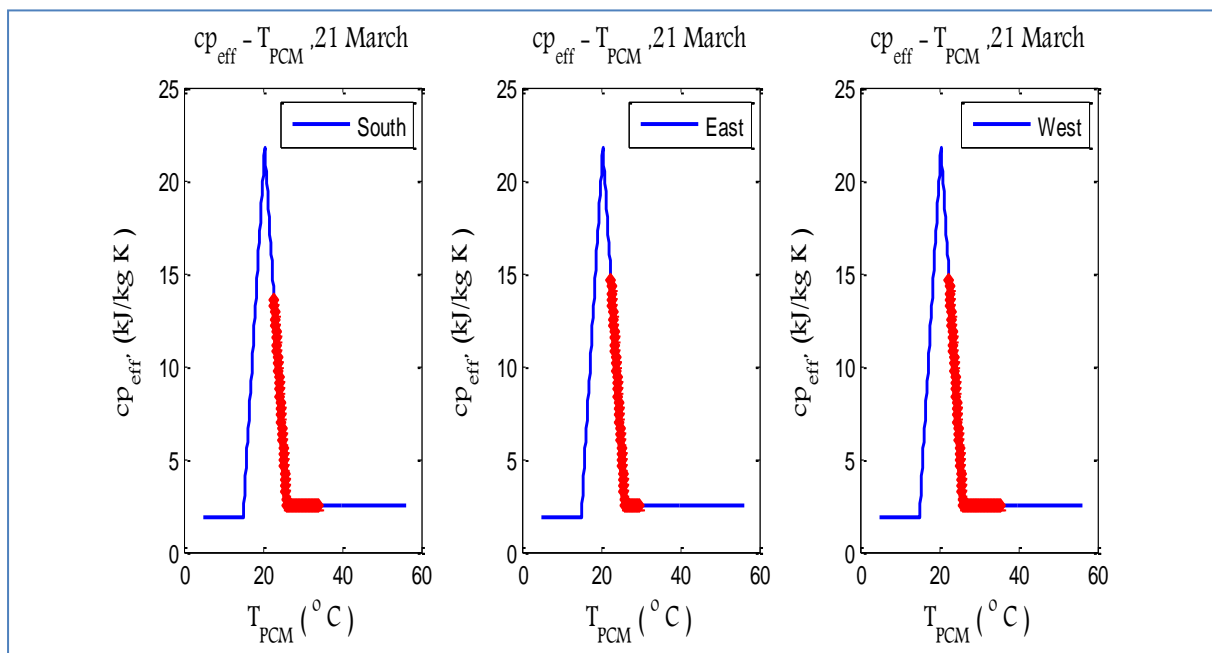 cp_eff – T_PCM ,21 March
25
20
15
10
5
0
0 20 40 60
cp_eff, (kJ/kg K)
T_PCM ( °C)
South
cp_eff – T_PCM ,21 March
25
20
15
10
5
0
0 20 40 60
cp_eff, (kJ/kg K)
T_PCM ( °C)
East
cp_eff – T_PCM ,21 March
25
20
15
10
5
0
0 20 40 60
cp_eff, (kJ/kg K)
T_PCM ( °C)
West